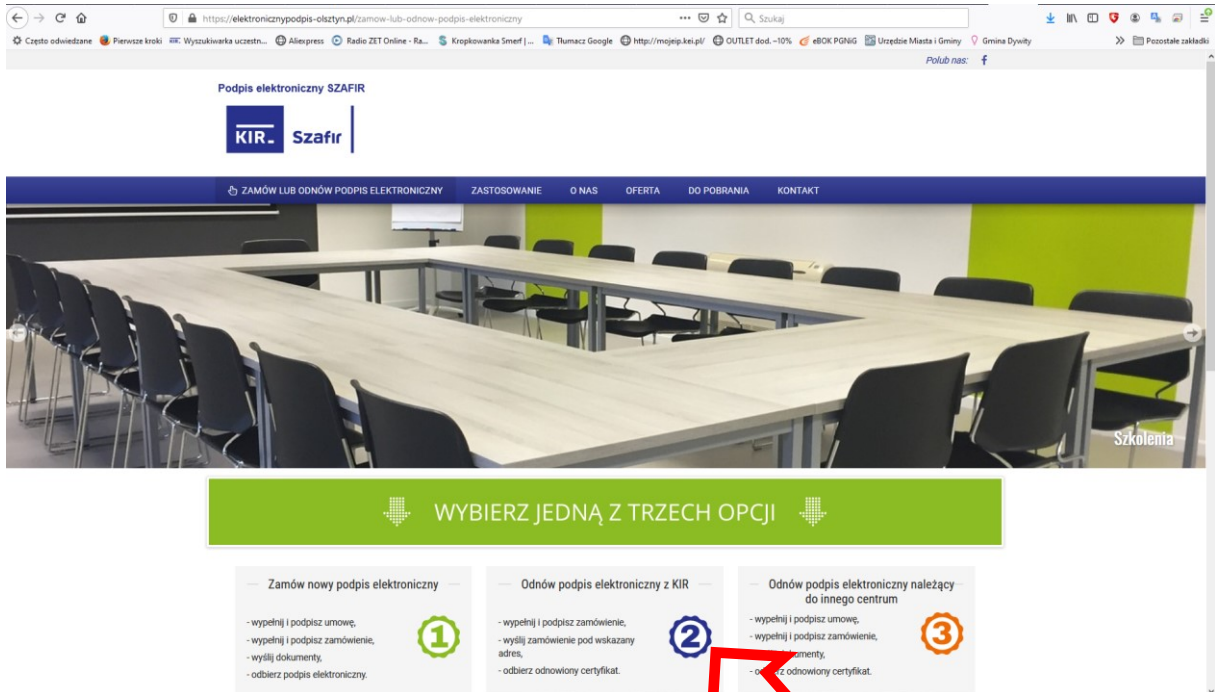 https://elektronicznypodpis-olsztyn.pl/zamow-lub-odnow-podpis-elektroniczny
Szukaj
Często odwiedzane
Pierwsze kroki
Wyszukiwarka uczestn...
Aliexpress
Radio ZET Online - Ra...
Kropkowanka Smerf | ...
Tłumacz Google
http://mojeip.kei.pl/
OUTLET dod. –10%
eBOK PGNiG
Urzędzie Miasta i Gminy
Gmina Dywity
Pozostałe zakładki
Polub nas:
Podpis elektroniczny SZAFIR
KIR Szafir
ZAMÓW LUB ODNÓW PODPIS ELEKTRONICZNY
ZASTOSOWANIE
O NAS
OFERTA
DO POBRANIA
KONTAKT
Szkolenia
WYBIERZ JEDNĄ Z TRZECH OPCJI
Zamów nowy podpis elektroniczny
- wypełnij i podpisz umowę,
- wypełnij i podpisz zamówienie,
- wyślij dokumenty,
- odbierz podpis elektroniczny.
1
Odnów podpis elektroniczny z KIR
- wypełnij i podpisz zamówienie,
- wyślij zamówienie pod wskazany
adres,
- odbierz odnowiony certyfikat.
2
Odnów podpis elektroniczny należący
do innego centrum
- wypełnij i podpisz umowę,
- wypełnij i podpisz zamówienie,
3
odnowiony certyfikat.